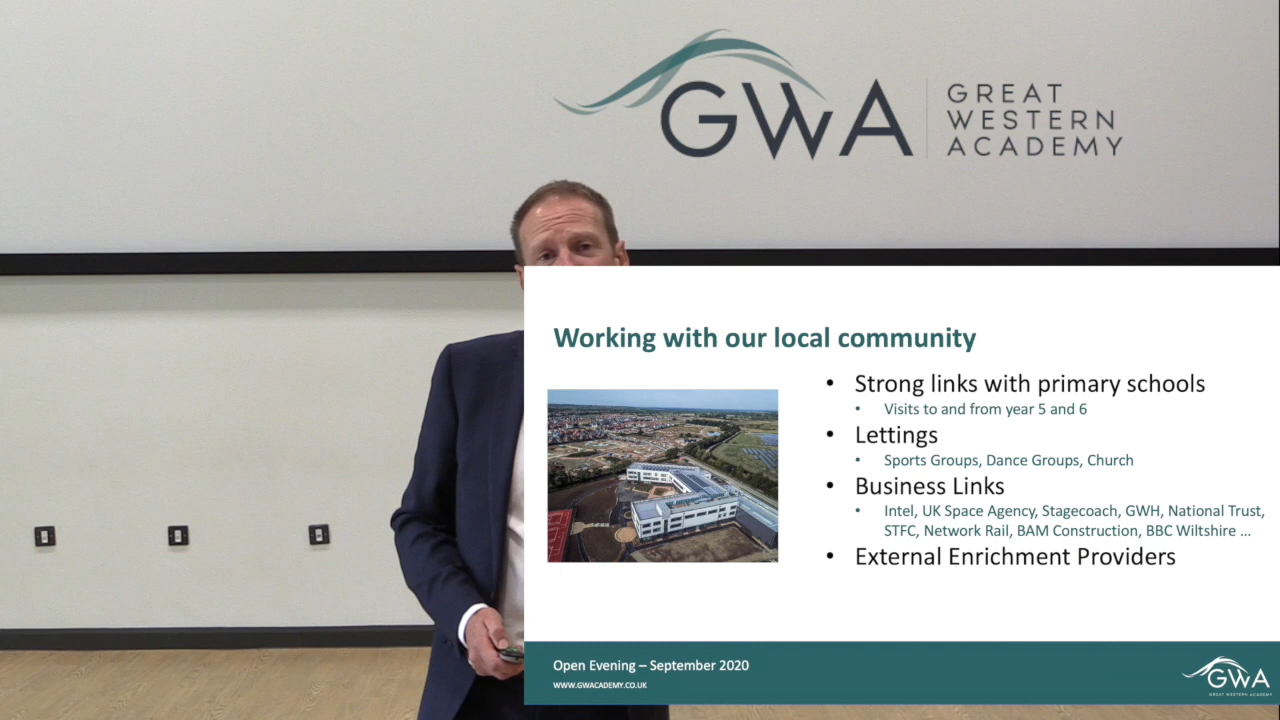 GWA
GREAT
WESTERN
ACADEMY
Working with our local community
• Strong links with primary schools
• Visits to and from year 5 and 6
• Lettings
• Sports Groups, Dance Groups, Church
• Business Links
• Intel, UK Space Agency, Stagecoach, GWH, National Trust,
STFC, Network Rail, BAM Construction, BBC Wiltshire ...
• External Enrichment Providers
Open Evening – September 2020
WWW.GWACADEMY.CO.UK
GWA
GREAT WESTERN ACADEMY